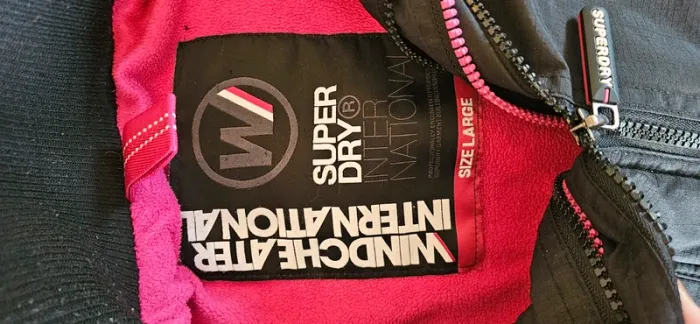 W
SUPER
DRY®
INTER
NATIONAL
SIZE LARGE
WINDCHEATER
INTERNATIONAL
SUPERDRY